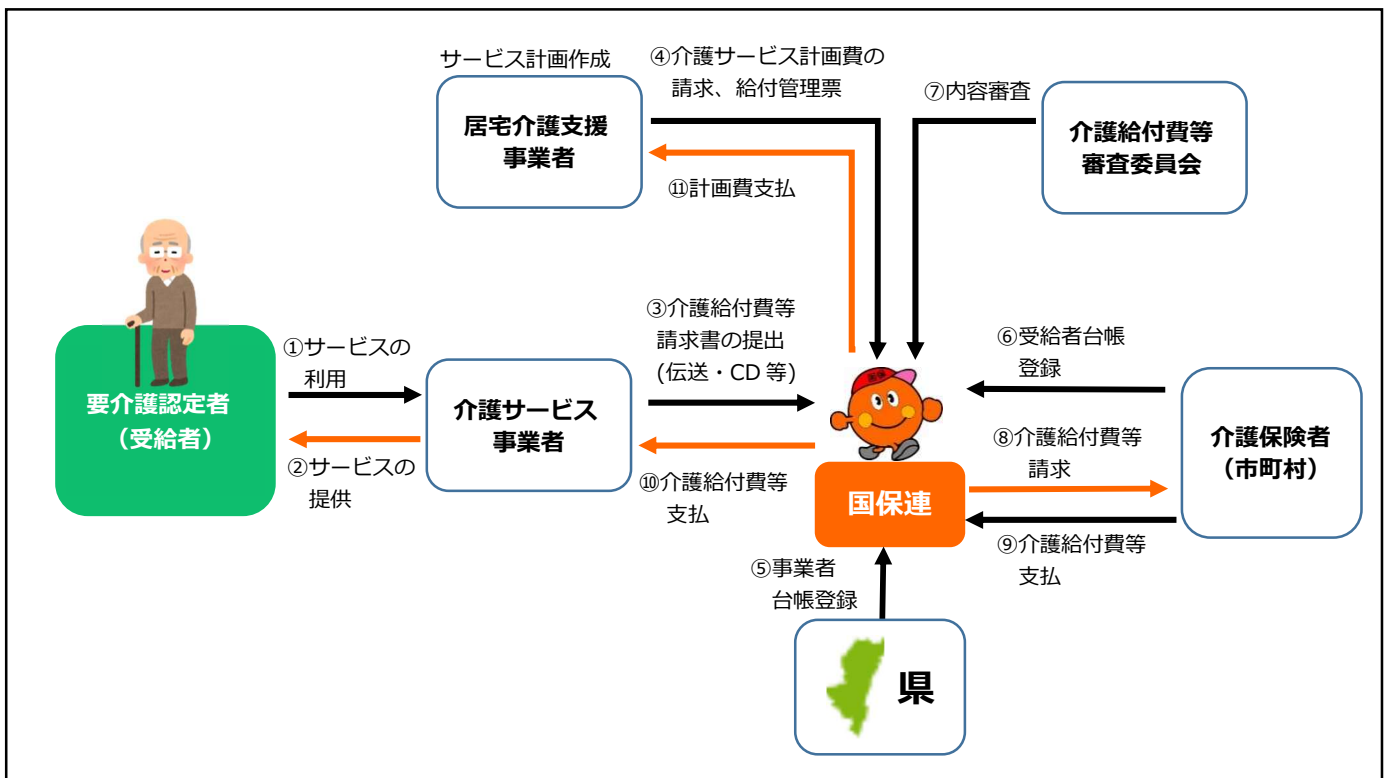 サービス計画作成
居宅介護支援
事業者
④介護サービス計画費の
請求、給付管理票
⑦内容審査
介護給付費等
審査委員会
⑪計画費支払
要介護認定者
（受給者）
①サービスの
利用
②サービスの
提供
介護サービス
事業者
③介護給付費等
請求書の提出
(伝送・CD 等)
⑩介護給付費等
支払
国保連
⑥受給者台帳
登録
⑧介護給付費等
請求
⑨介護給付費等
支払
介護保険者
（市町村）
⑤事業者
台帳登録
県